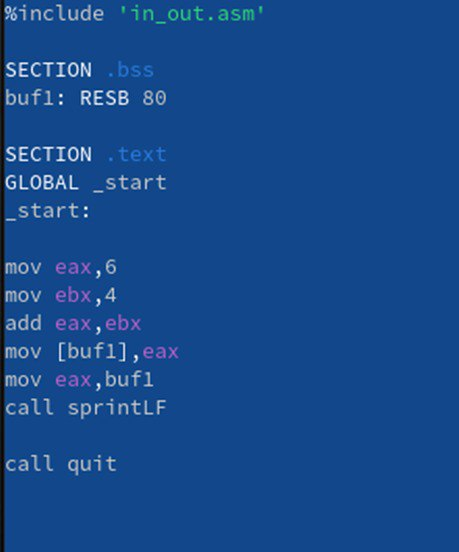 %include 'in_out.asm'
SECTION .bss
buf1: RESB 80
SECTION .text
GLOBAL _start
_start:
mov eax,6
mov ebx,4
add eax,ebx
mov [buf1],eax
mov eax,buf1
call sprintLF
call quit